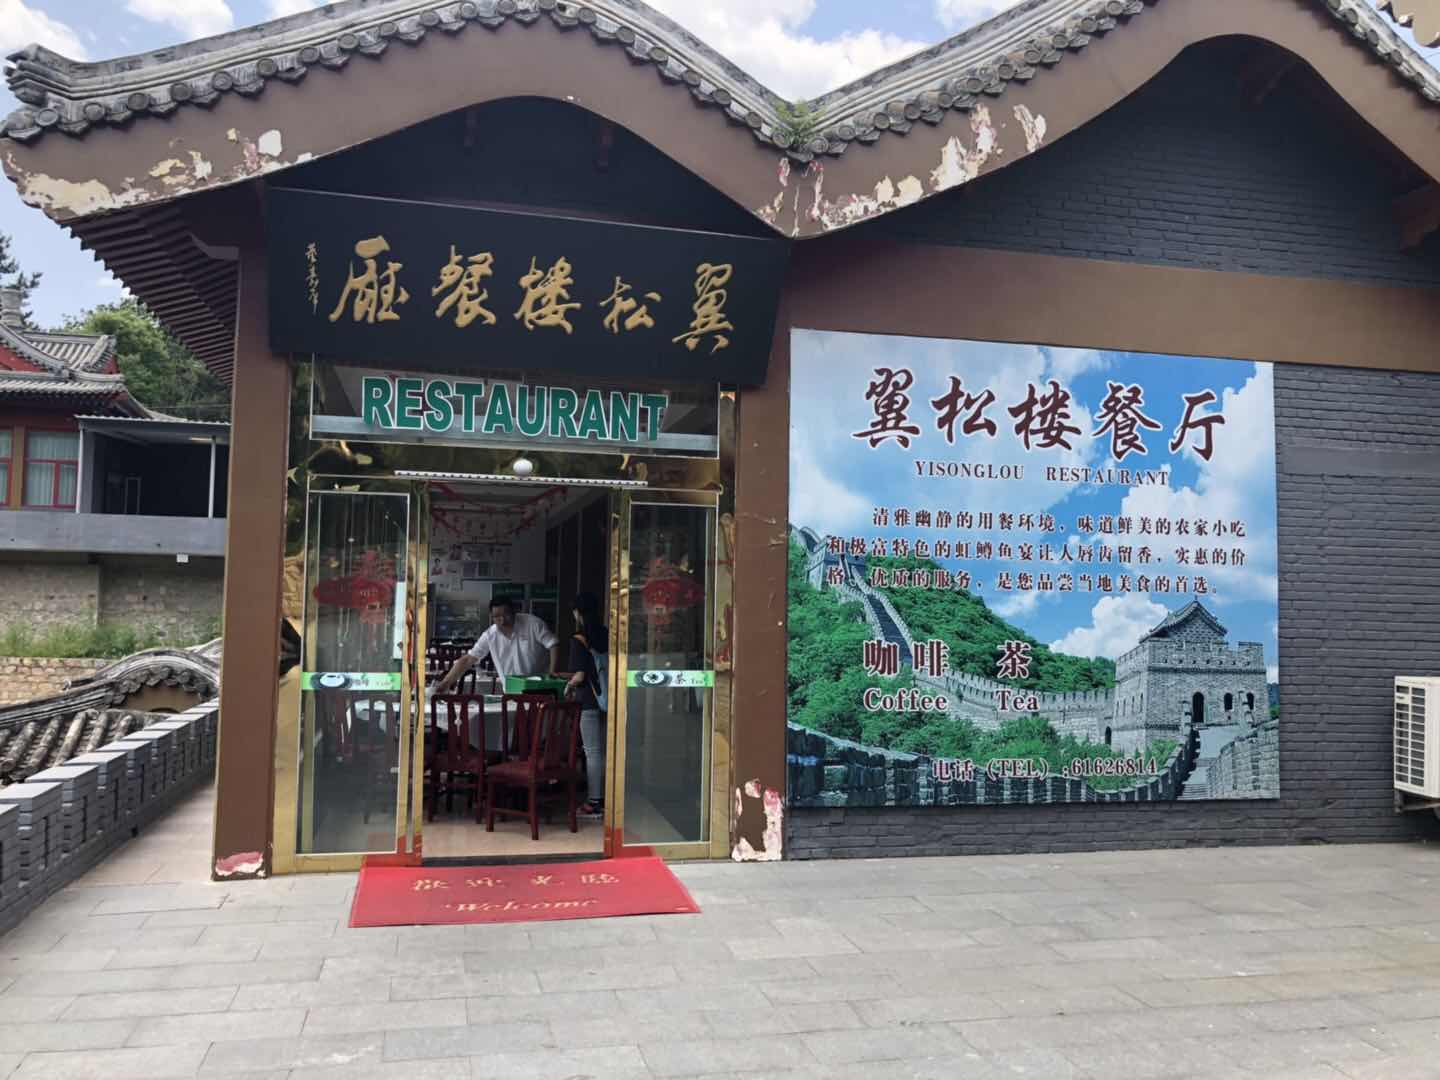 翼松楼餐廳
RESTAURANT
翼松楼餐厅
YISONGLOU RESTAURANT
清雅幽静的用餐环境，味道鲜美的农家小吃
和极富特色的虹鳟鱼宴让人唇齿留香，实惠的价
格、优质的服务，是您品尝当地美食的首选。
咖啡 茶
Coffee Tea
电话（TEL）:61626814
茶 Tea
Welcome